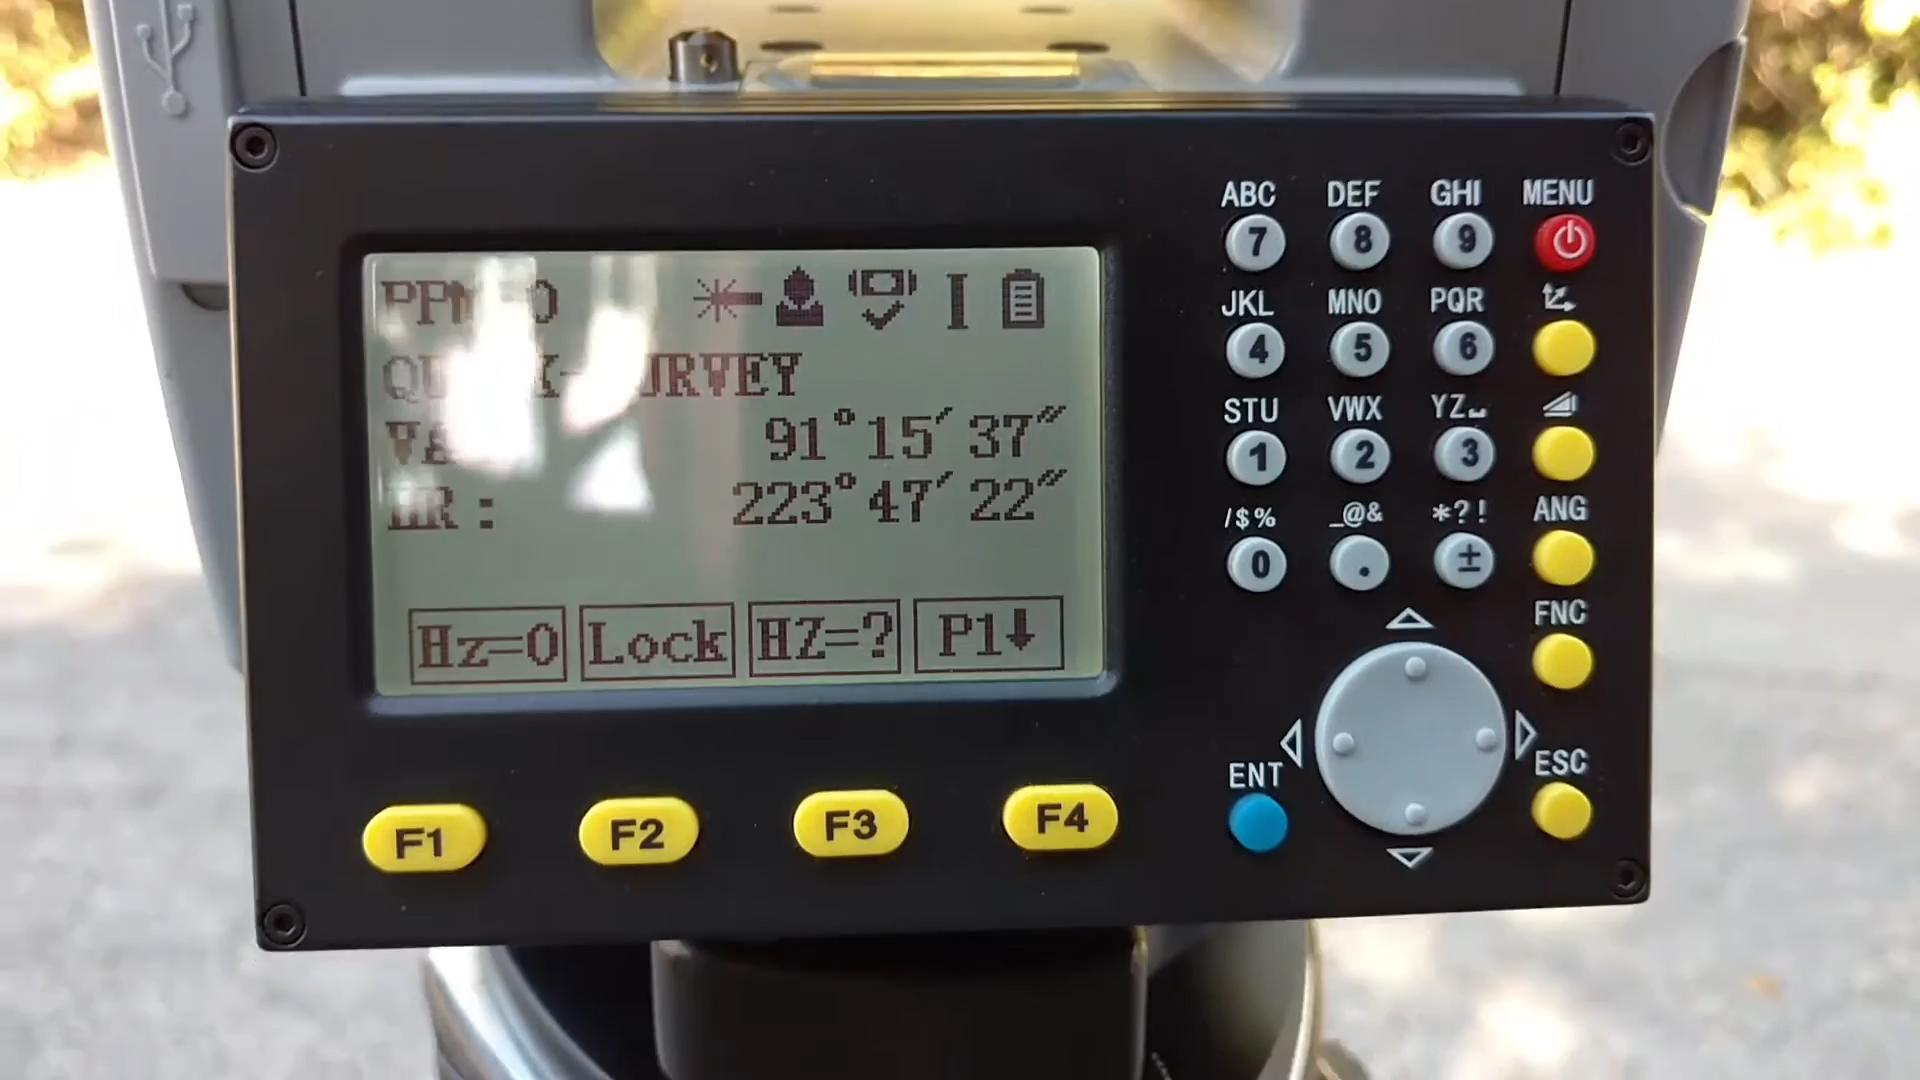 SURVEY
91°15′37″
HR : 223°47′22″
Hz=0 Lock HZ=? P1↓
F1 F2 F3 F4
ABC DEF GHI MENU
7 8 9
JKL MNO PQR
4 5 6
STU VWX YZ␣
1 2 3
/$% _@& *?! ANG
0 . ±
FNC
ENT ESC